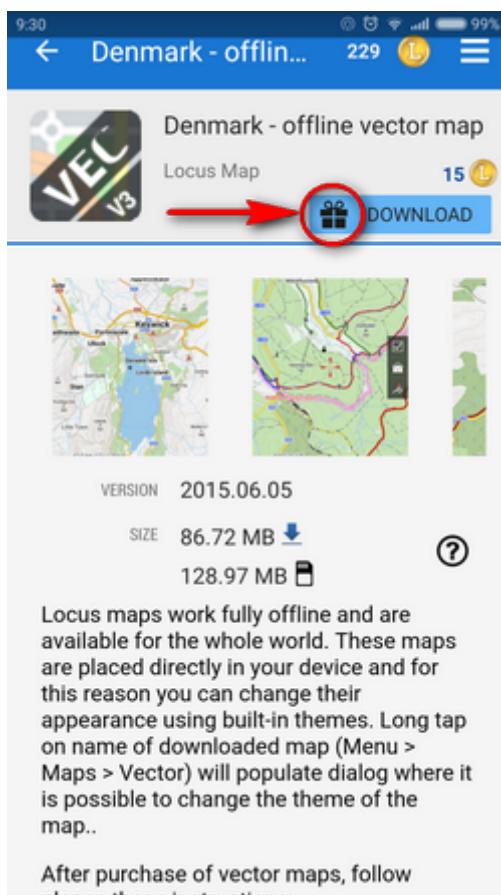 9:30 99%
Denmark - offlin... 229 L
VEC V3
Denmark - offline vector map
Locus Map
15 L
DOWNLOAD
Keswick
VERSION 2015.06.05
SIZE 86.72 MB
128.97 MB
?
Locus maps work fully offline and are
available for the whole world. These maps
are placed directly in your device and for
this reason you can change their
appearance using built-in themes. Long tap
on name of downloaded map (Menu >
Maps > Vector) will populate dialog where it
is possible to change the theme of the
map..
After purchase of vector maps, follow
please these instructions: